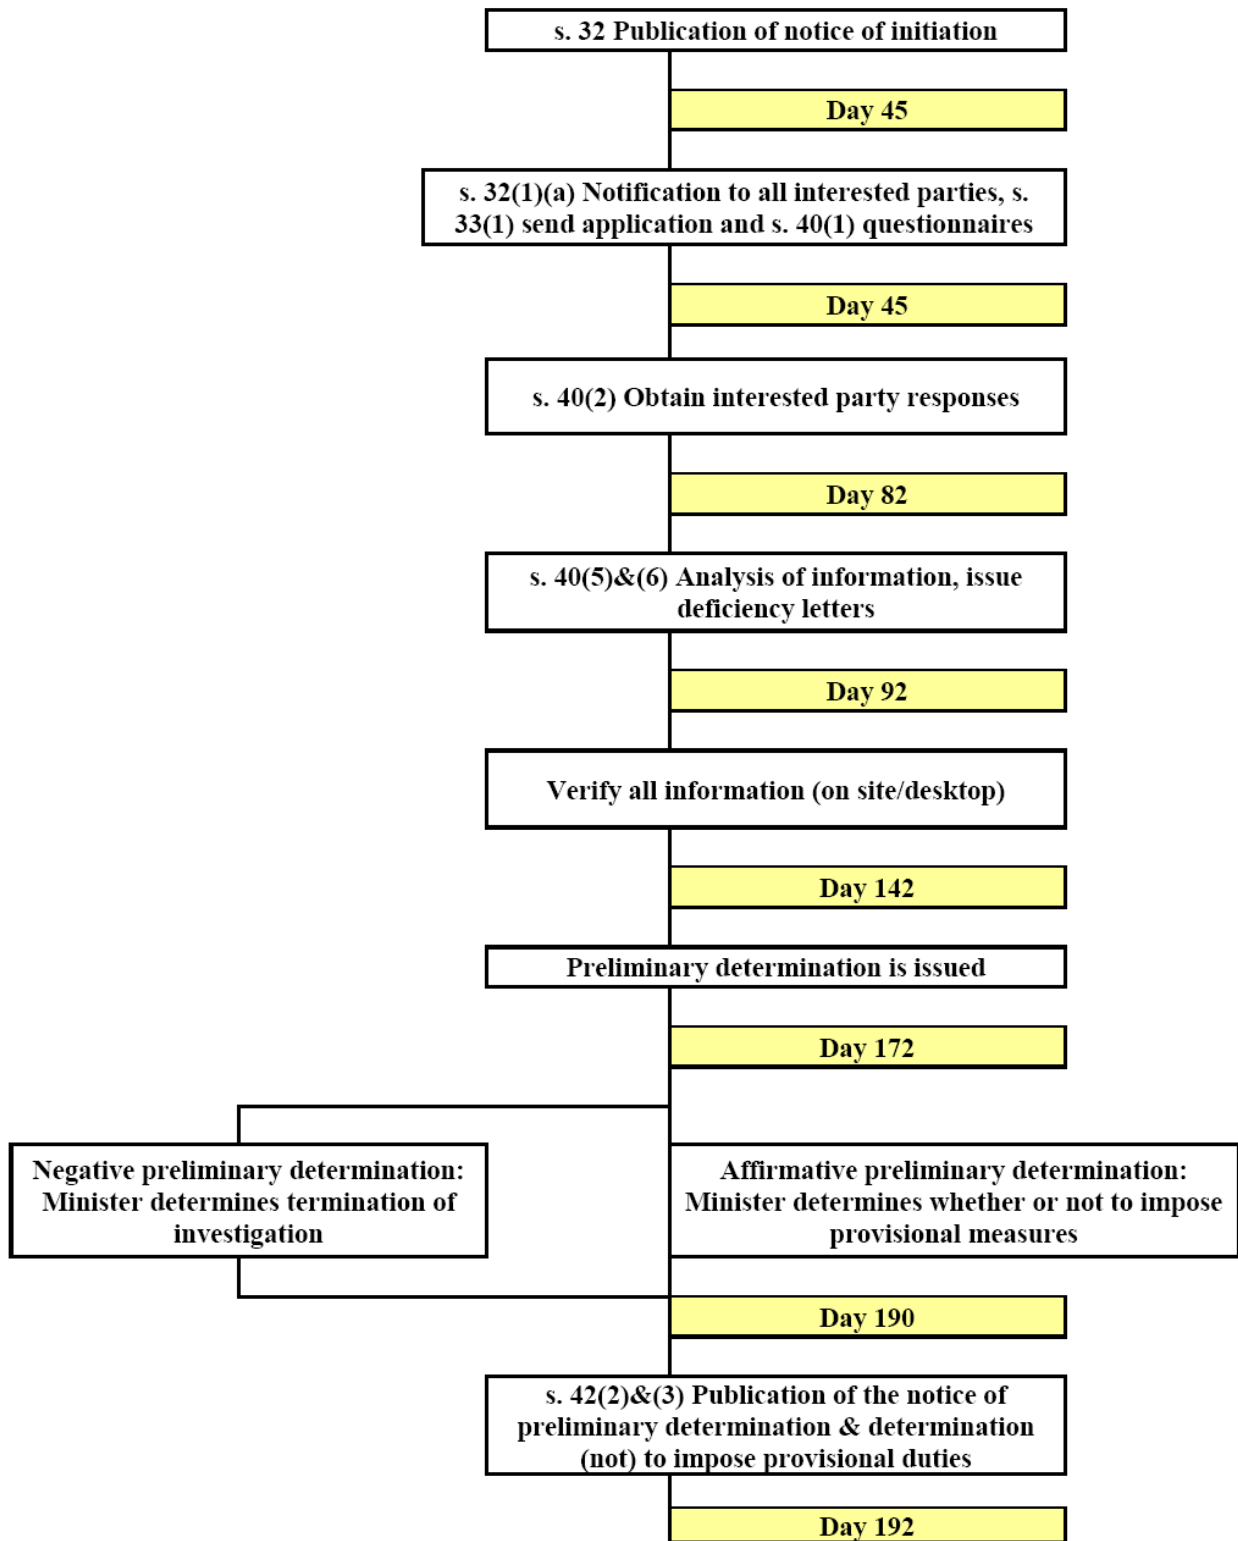 s. 32 Publication of notice of initiation
Day 45
s. 32(1)(a) Notification to all interested parties, s.
33(1) send application and s. 40(1) questionnaires
Day 45
s. 40(2) Obtain interested party responses
Day 82
s. 40(5)&(6) Analysis of information, issue
deficiency letters
Day 92
Verify all information (on site/desktop)
Day 142
Preliminary determination is issued
Day 172
Negative preliminary determination:
Minister determines termination of
investigation
Affirmative preliminary determination:
Minister determines whether or not to impose
provisional measures
Day 190
s. 42(2)&(3) Publication of the notice of
preliminary determination & determination
(not) to impose provisional duties
Day 192